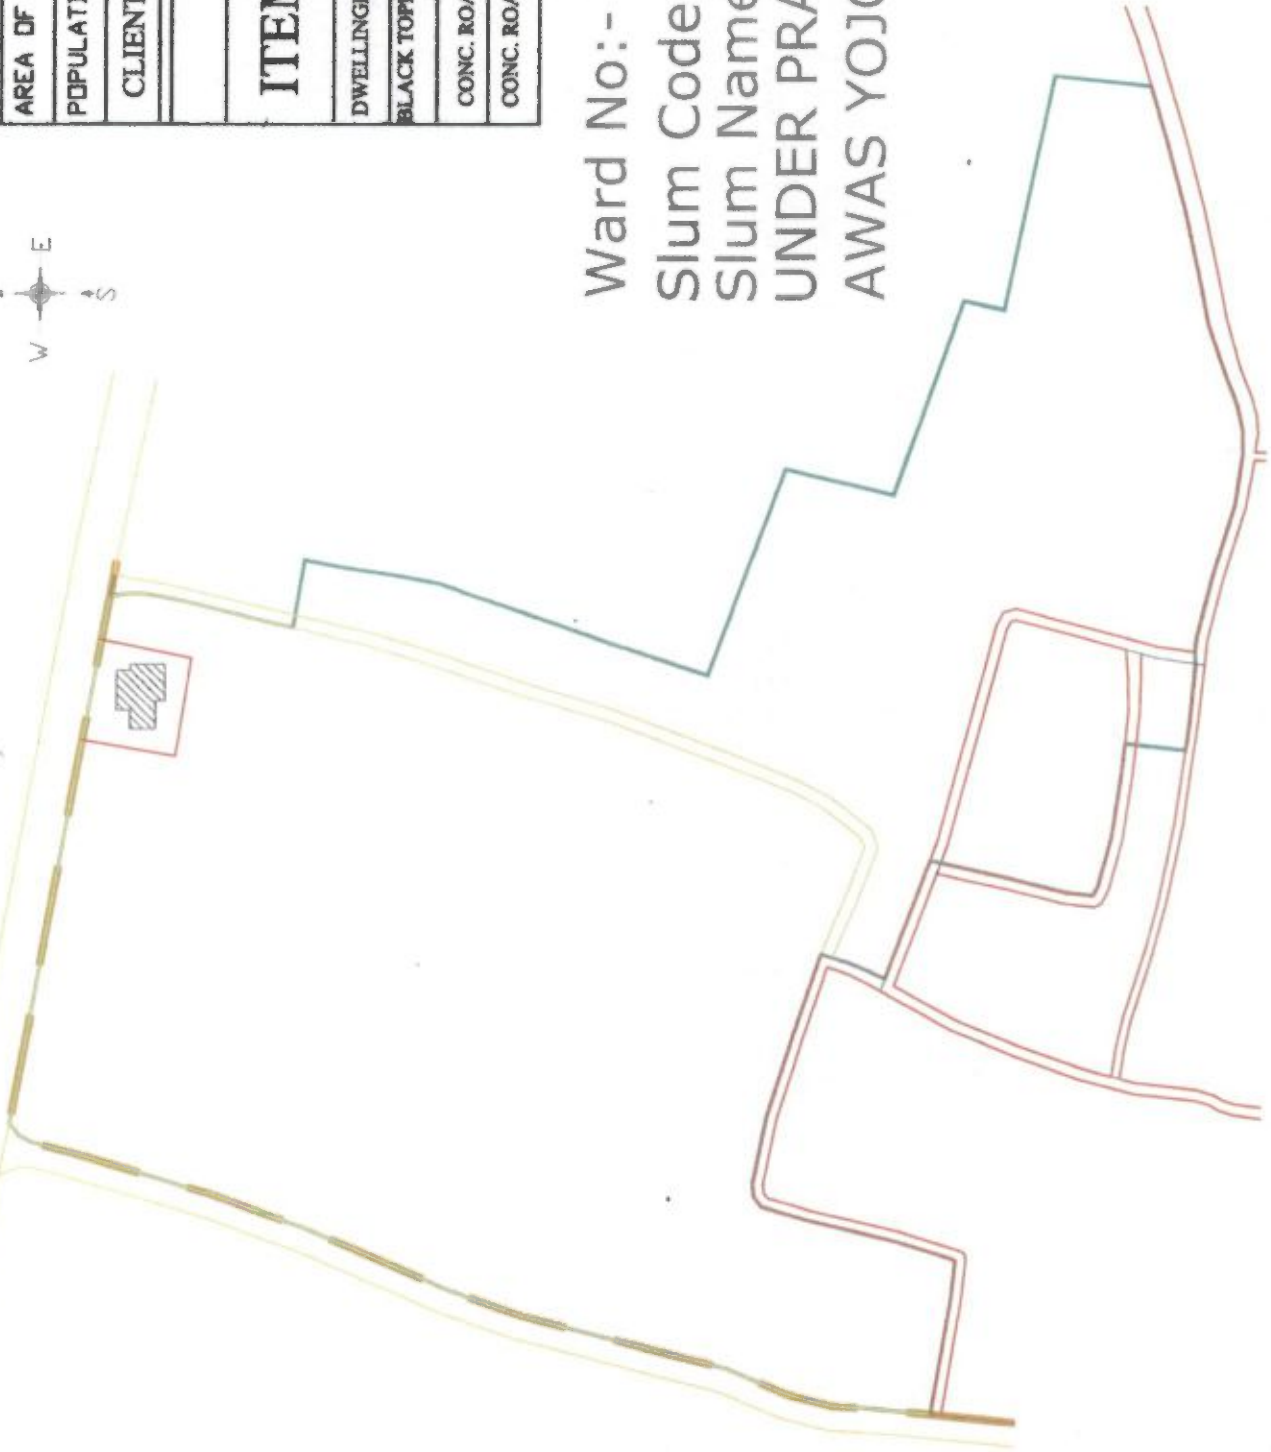 AREA OF
POPULATI
CLIENT
ITEM
DWELLING
BLACK TOP
CONC. ROA
CONC. ROA
W E
S
Ward No:-
Slum Code
Slum Name
UNDER PRA
AWAS YOJ